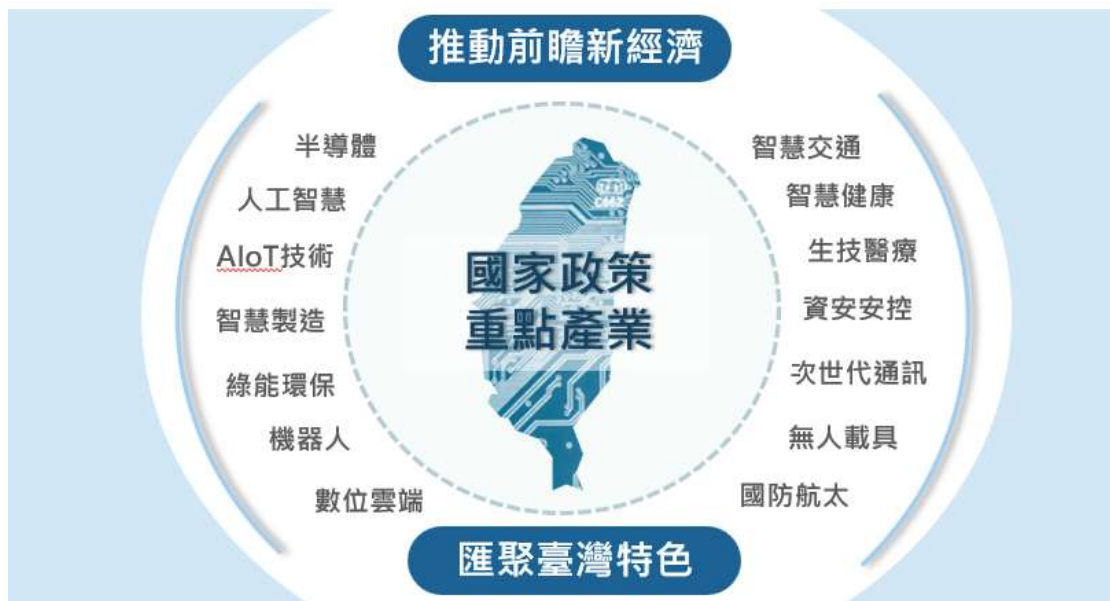 推動前瞻新經濟
半導體
人工智慧
AIoT技術
智慧製造
綠能環保
機器人
數位雲端
國家政策
重點產業
智慧交通
智慧健康
生技醫療
資安安控
次世代通訊
無人載具
國防航太
匯聚臺灣特色